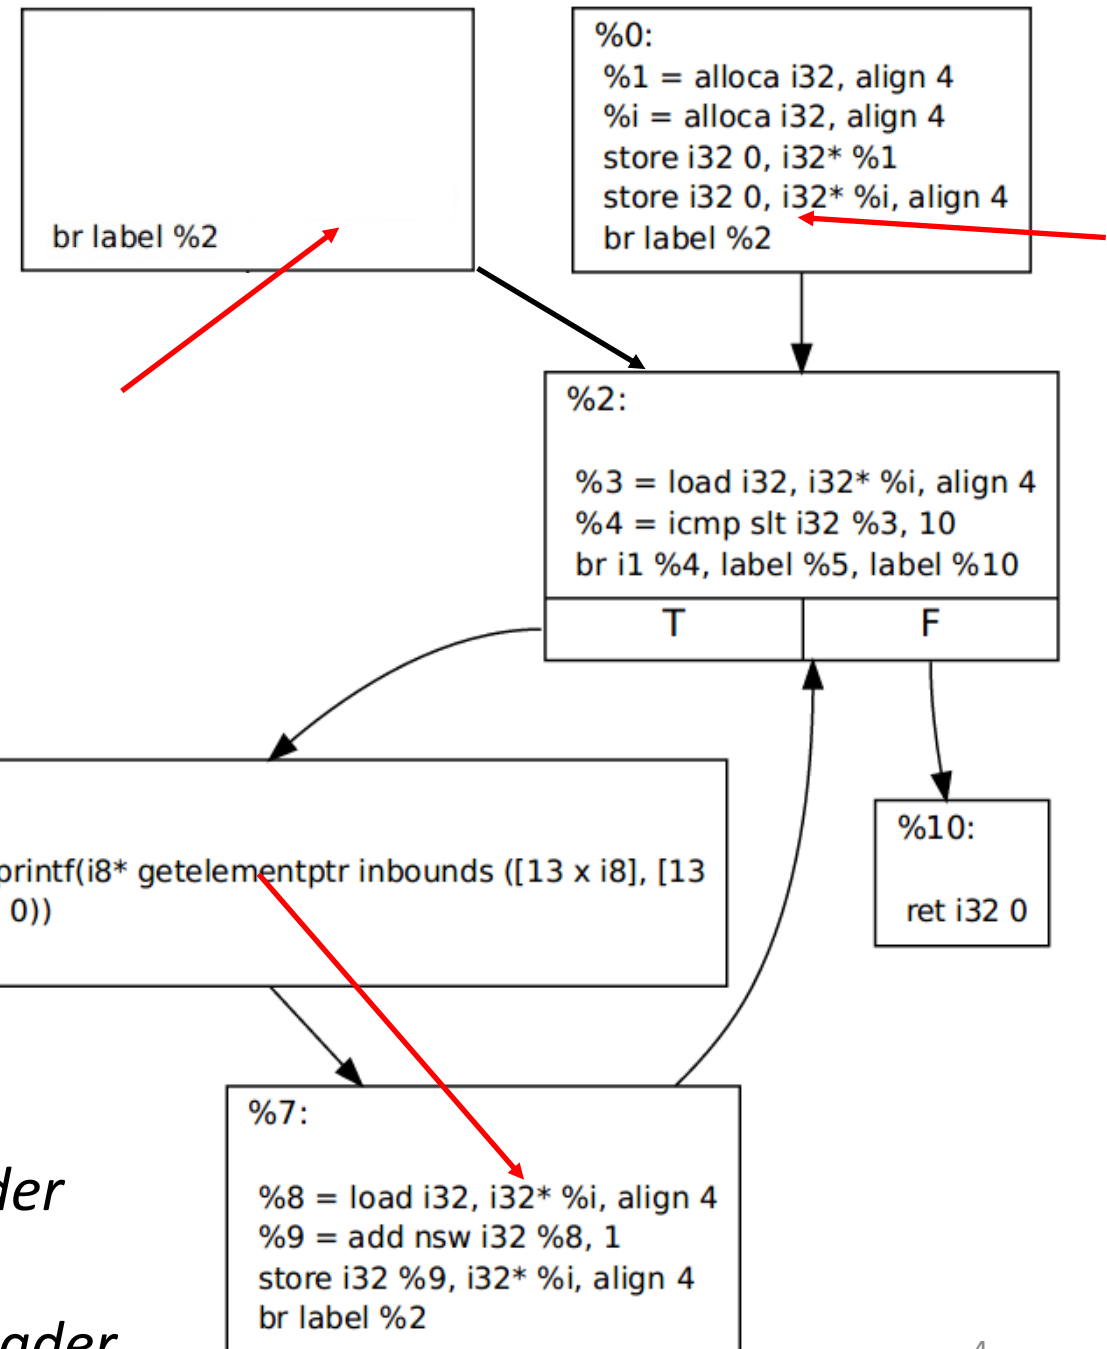 br label %2
%0:
%1 = alloca i32, align 4
%i = alloca i32, align 4
store i32 0, i32* %1
store i32 0, i32* %i, align 4
br label %2
%2:
%3 = load i32, i32* %i, align 4
%4 = icmp slt i32 %3, 10
br i1 %4, label %5, label %10
T F
printf(i8* getelementptr inbounds ([13 x i8], [13
0))
%10:
ret i32 0
%7:
%8 = load i32, i32* %i, align 4
%9 = add nsw i32 %8, 1
store i32 %9, i32* %i, align 4
br label %2
der